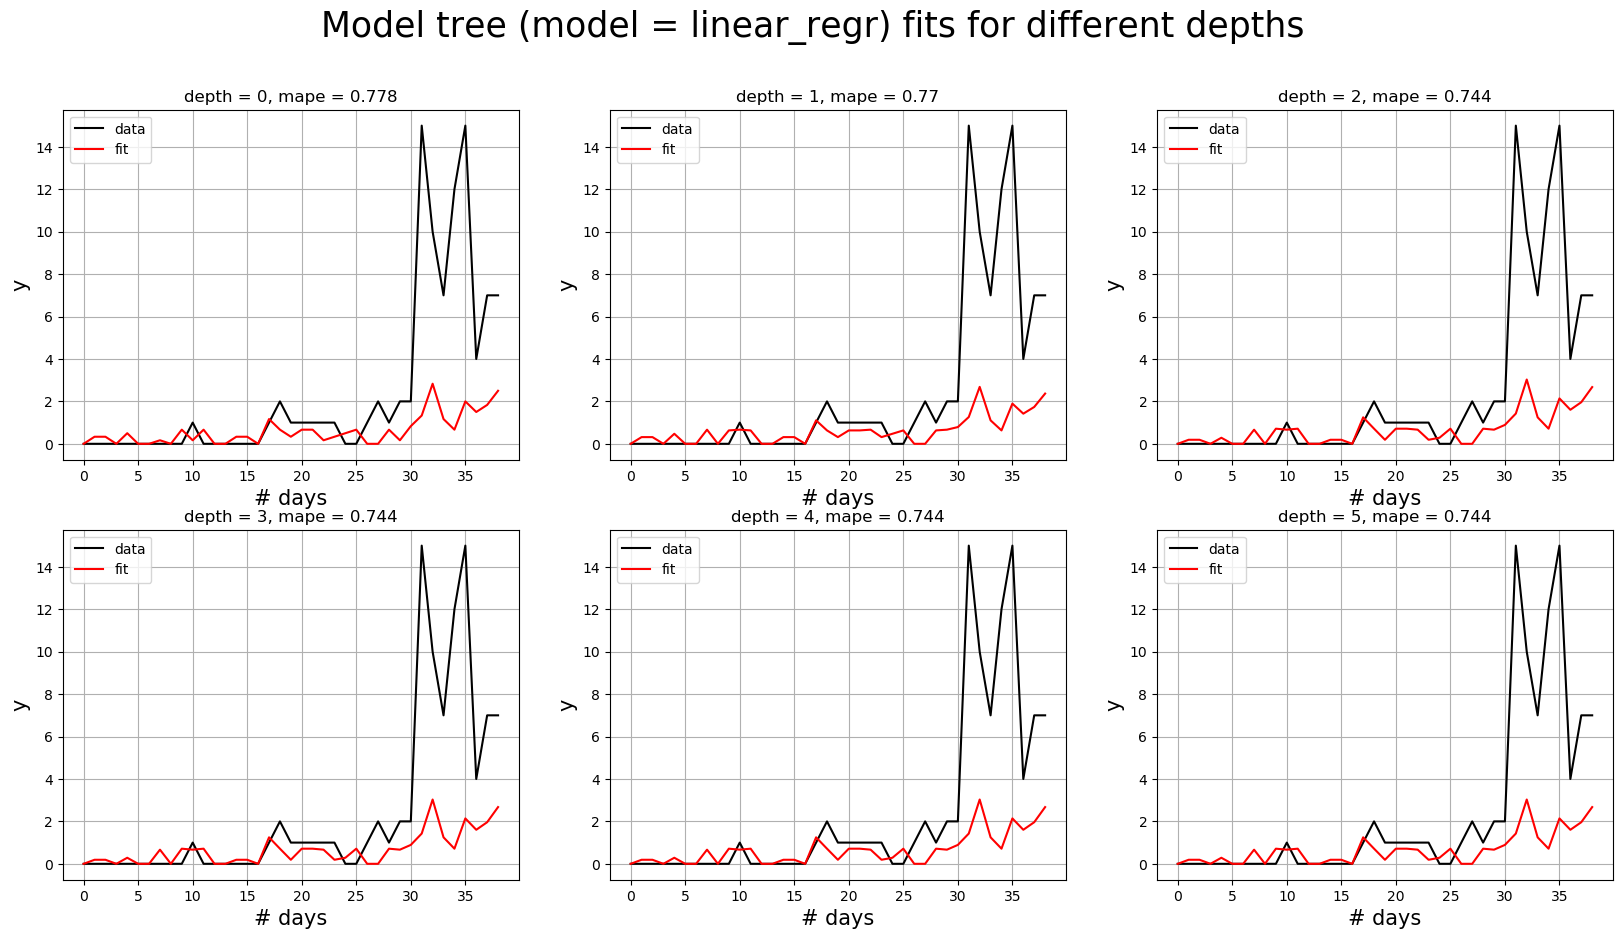 Model tree (model = linear_regr) fits for different depths
depth = 0, mape = 0.778
data
fit
14
12
10
8
6
4
2
0
y
0 5 10 15 20 25 30 35
# days
depth = 1, mape = 0.77
data
fit
14
12
10
8
6
4
2
0
y
0 5 10 15 20 25 30 35
# days
depth = 2, mape = 0.744
data
fit
14
12
10
8
6
4
2
0
y
0 5 10 15 20 25 30 35
# days
depth = 3, mape = 0.744
data
fit
14
12
10
8
6
4
2
0
y
0 5 10 15 20 25 30 35
# days
depth = 4, mape = 0.744
data
fit
14
12
10
8
6
4
2
0
y
0 5 10 15 20 25 30 35
# days
depth = 5, mape = 0.744
data
fit
14
12
10
8
6
4
2
0
y
0 5 10 15 20 25 30 35
# days